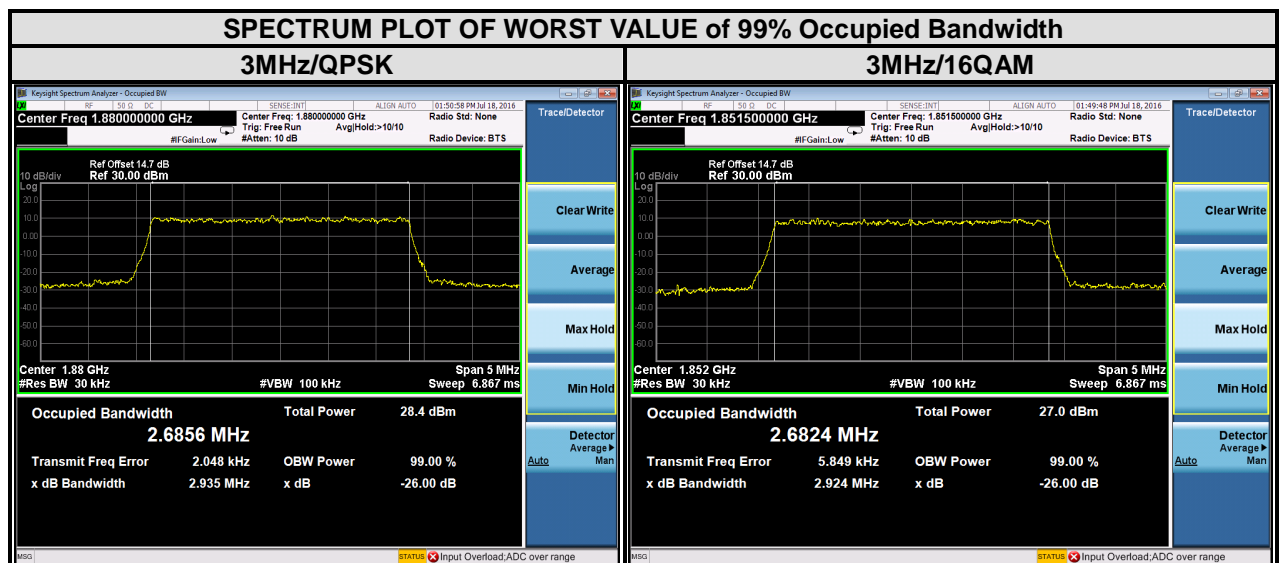 SPECTRUM PLOT OF WORST VALUE of 99% Occupied Bandwidth
3MHz/QPSK
3MHz/16QAM
Keysight Spectrum Analyzer - Occupied BW
RF 50 Ω DC SENSE:INT ALIGN AUTO 01:50:58 PM Jul 18, 2016
Center Freq 1.880000000 GHz
Center Freq: 1.880000000 GHz
Radio Std: None
Trig: Free Run Avg|Hold:>10/10
#IFGain:Low
#Atten: 10 dB
Radio Device: BTS
Trace/Detector
Ref Offset 14.7 dB
10 dB/div Ref 30.00 dBm
Log
20.0
10.0
0.00
-10.0
-20.0
-30.0
-40.0
-50.0
-60.0
Center 1.88 GHz
Span 5 MHz
#Res BW 30 kHz
#VBW 100 kHz
Sweep 6.867 ms
Occupied Bandwidth
Total Power 28.4 dBm
2.6856 MHz
Transmit Freq Error 2.048 kHz OBW Power 99.00 %
x dB Bandwidth 2.935 MHz x dB -26.00 dB
Clear Write
Average
Max Hold
Min Hold
Detector
Average▶
Auto Man
MSG
STATUS Input Overload;ADC over range
Keysight Spectrum Analyzer - Occupied BW
RF 50 Ω DC SENSE:INT ALIGN AUTO 01:49:48 PM Jul 18, 2016
Center Freq 1.851500000 GHz
Center Freq: 1.851500000 GHz
Radio Std: None
Trig: Free Run Avg|Hold:>10/10
#IFGain:Low
#Atten: 10 dB
Radio Device: BTS
Trace/Detector
Ref Offset 14.7 dB
10 dB/div Ref 30.00 dBm
Log
20.0
10.0
0.00
-10.0
-20.0
-30.0
-40.0
-50.0
-60.0
Center 1.852 GHz
Span 5 MHz
#Res BW 30 kHz
#VBW 100 kHz
Sweep 6.867 ms
Occupied Bandwidth
Total Power 27.0 dBm
2.6824 MHz
Transmit Freq Error 5.849 kHz OBW Power 99.00 %
x dB Bandwidth 2.924 MHz x dB -26.00 dB
Clear Write
Average
Max Hold
Min Hold
Detector
Average▶
Auto Man
MSG
STATUS Input Overload;ADC over range